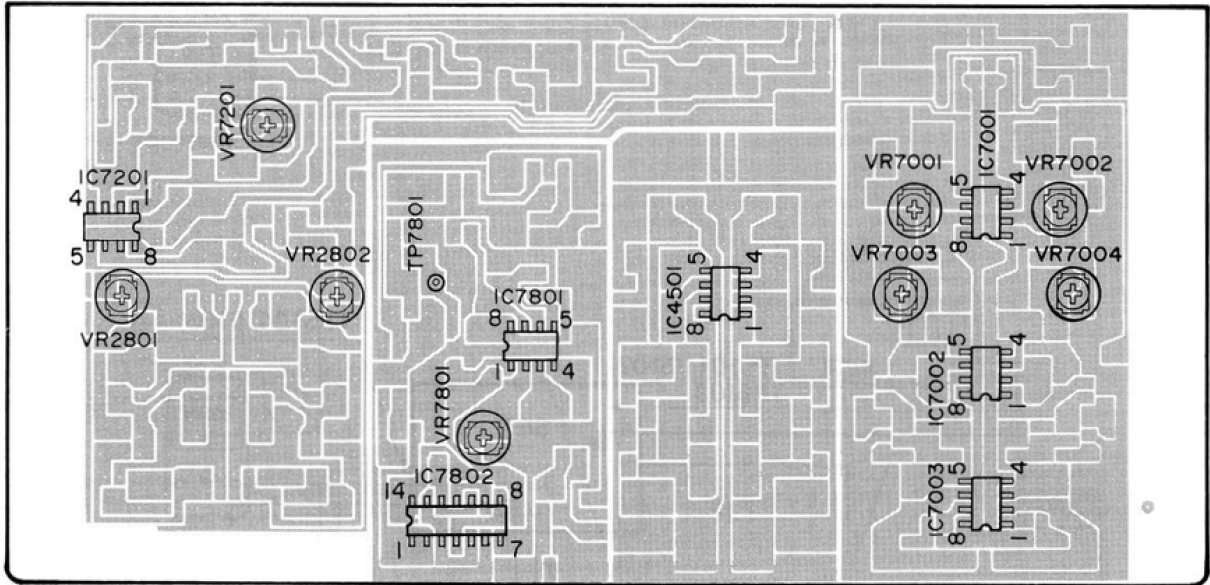 VR7201
IC7201
4 1
5 8
VR2801
VR2802
TP7801
IC7801
8 5
1 4
VR7801
IC7802
14 8
1 7
IC4501
5 4
8 1
VR7001
IC7001
5 4
8 1
VR7002
VR7003
VR7004
IC7002
5 4
8 1
IC7003
5 4
8 1